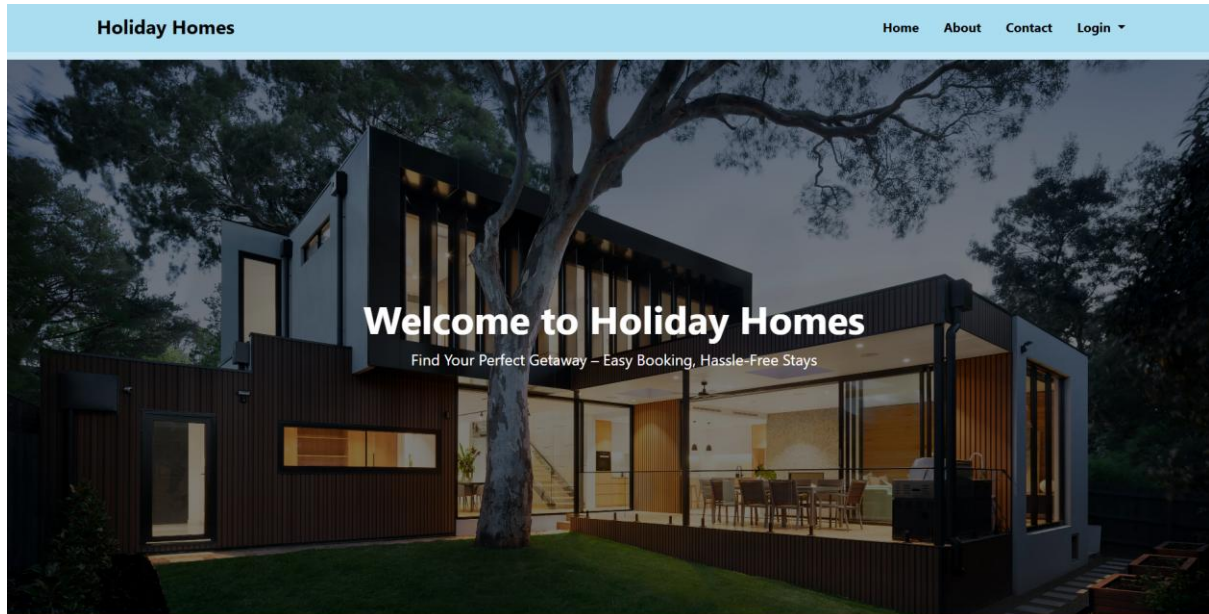 Holiday Homes
Home About Contact Login
Welcome to Holiday Homes
Find Your Perfect Getaway – Easy Booking, Hassle-Free Stays